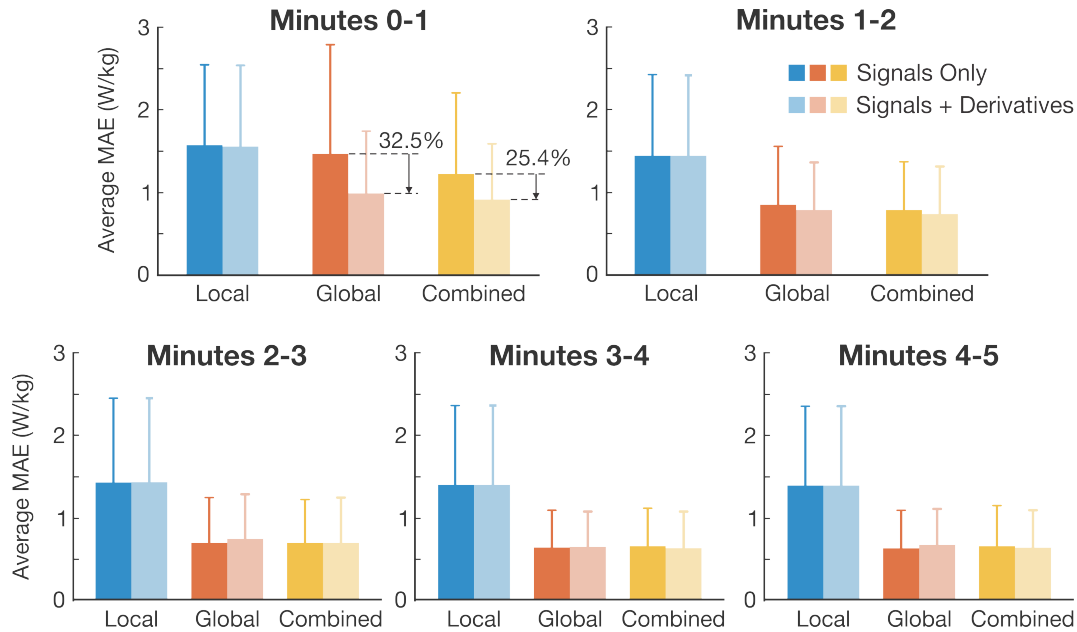 Minutes 0-1
Average MAE (W/kg)
3
2
1
0
32.5%
25.4%
Local
Global
Combined
Minutes 1-2
3
2
1
0
Signals Only
Signals + Derivatives
Local
Global
Combined
Minutes 2-3
Average MAE (W/kg)
3
2
1
0
Local
Global
Combined
Minutes 3-4
3
2
1
0
Local
Global
Combined
Minutes 4-5
3
2
1
0
Local
Global
Combined